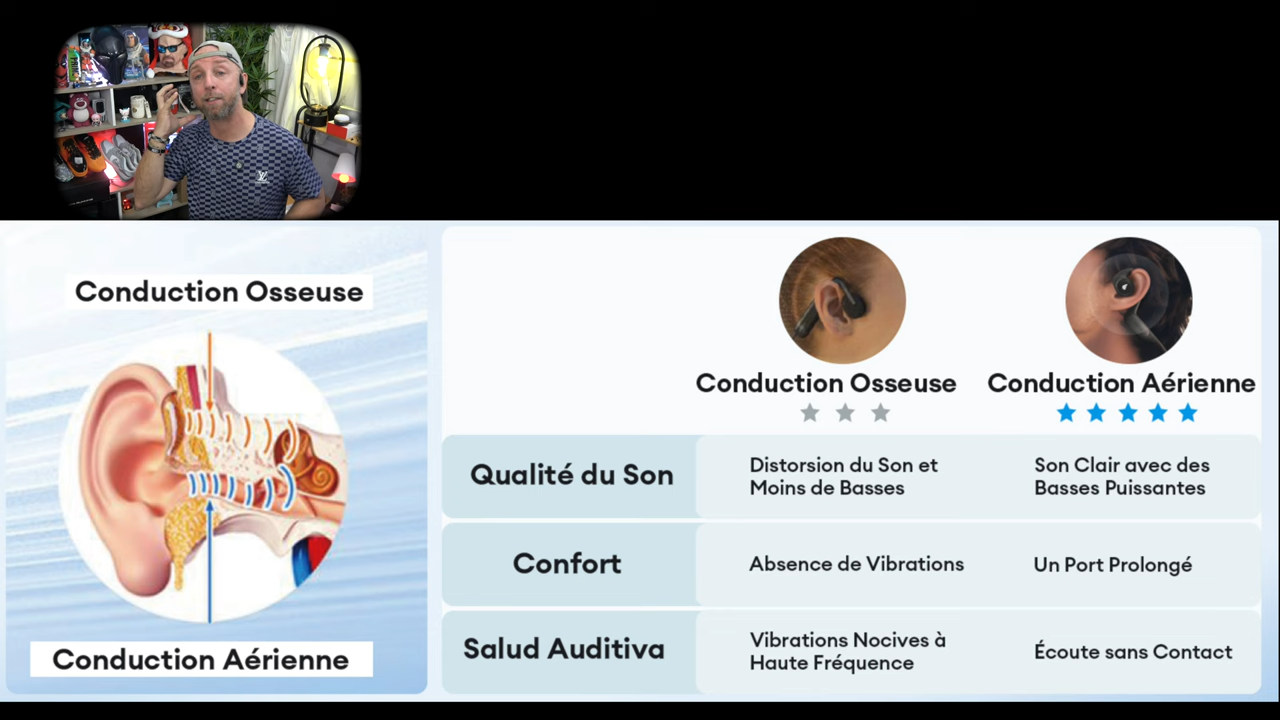 Conduction Osseuse
Conduction Aérienne
Conduction Osseuse
Conduction Aérienne
Qualité du Son
Distorsion du Son et
Moins de Basses
Son Clair avec des
Basses Puissantes
Confort
Absence de Vibrations
Un Port Prolongé
Salud Auditiva
Vibrations Nocives à
Haute Fréquence
Écoute sans Contact